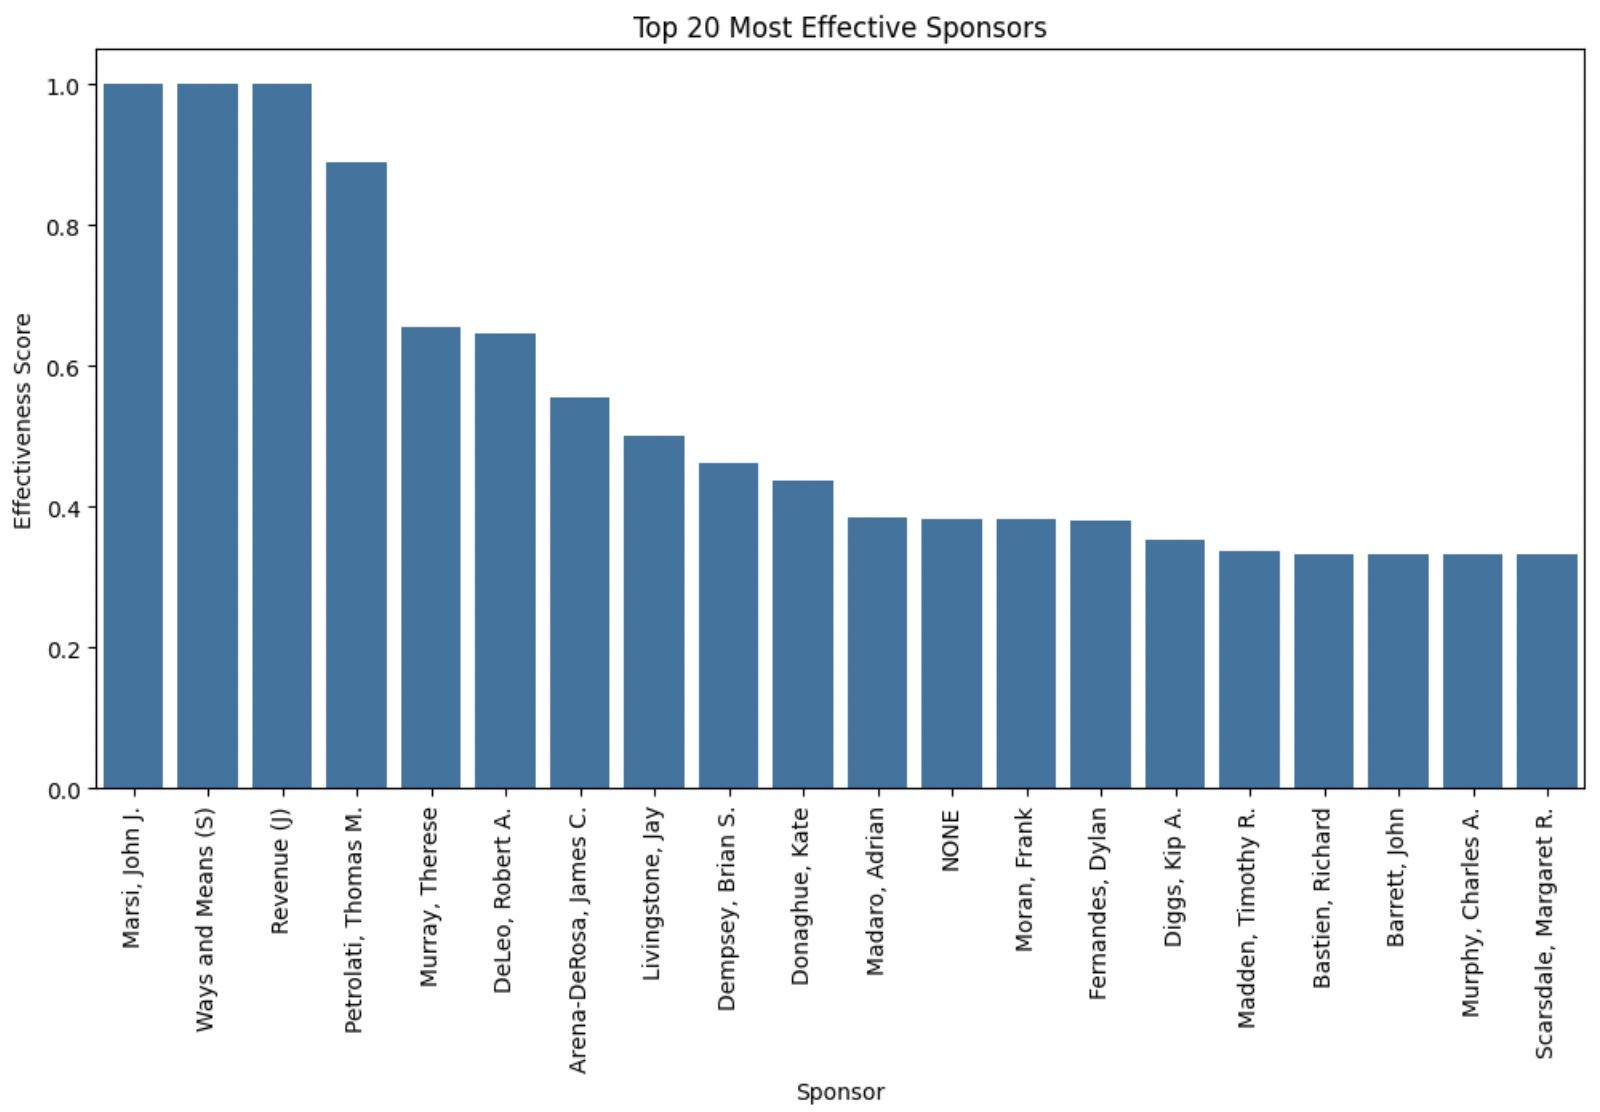 Top 20 Most Effective Sponsors
Effectiveness Score
1.0
0.8
0.6
0.4
0.2
0.0
Marsi, John J.
Ways and Means (S)
Revenue (J)
Petrolati, Thomas M.
Murray, Therese
DeLeo, Robert A.
Arena-DeRosa, James C.
Livingstone, Jay
Dempsey, Brian S.
Donaghue, Kate
Madaro, Adrian
NONE
Moran, Frank
Fernandes, Dylan
Diggs, Kip A.
Madden, Timothy R.
Bastien, Richard
Barrett, John
Murphy, Charles A.
Scarsdale, Margaret R.
Sponsor